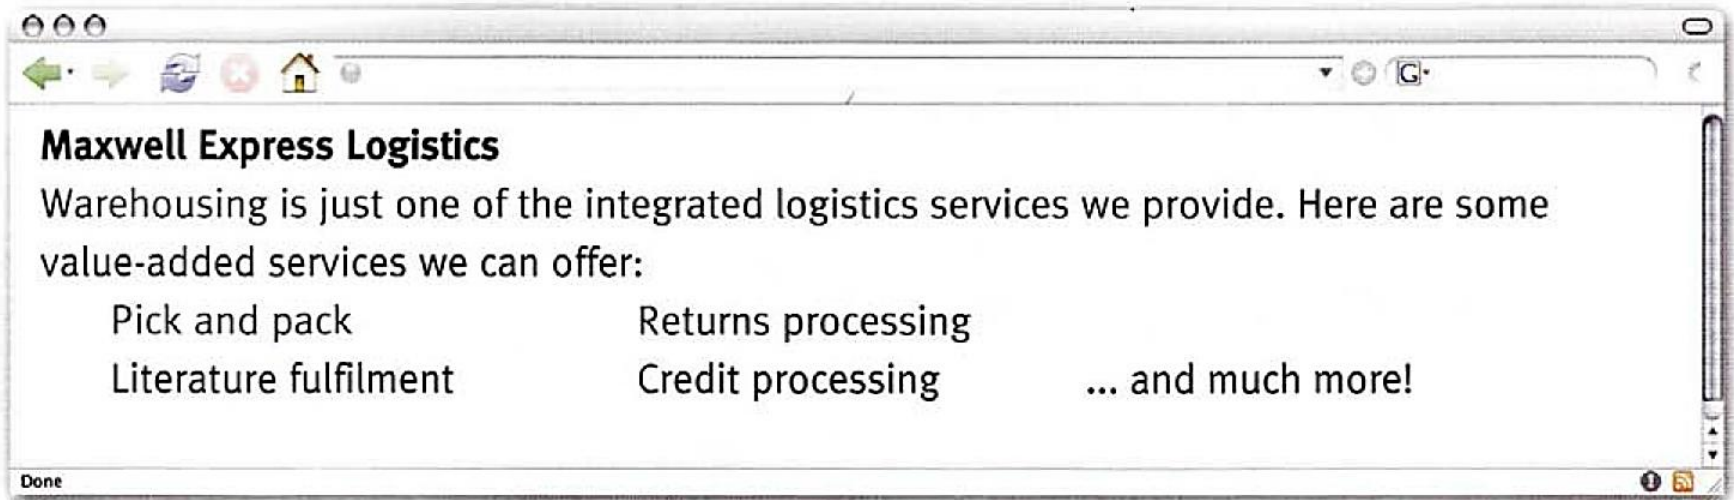 Maxwell Express Logistics
Warehousing is just one of the integrated logistics services we provide. Here are some
value-added services we can offer:
Pick and pack Returns processing
Literature fulfilment Credit processing ... and much more!
Done